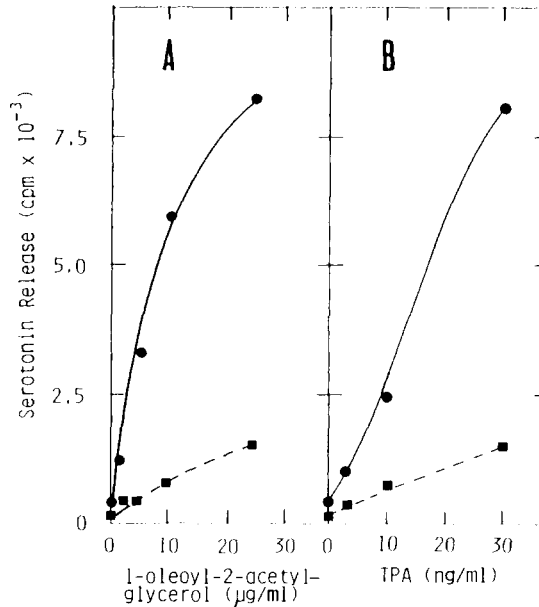 A
B
Serotonin Release (cpm x 10⁻³)
7.5
5.0
2.5
0
0 10 20 30
0 10 20 30
1-oleoyl-2-acetyl-
glycerol (µg/ml)
TPA (ng/ml)